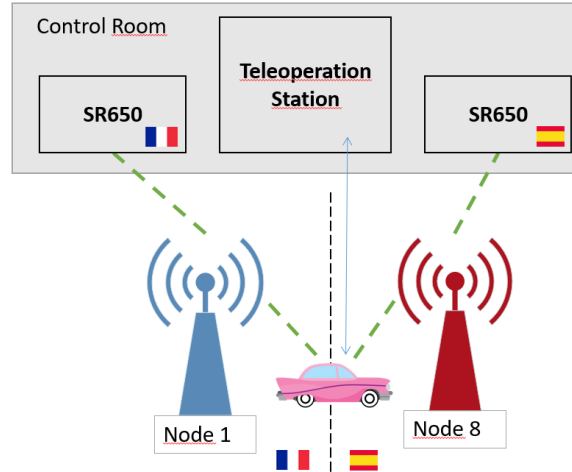 Control Room
Teleoperation
Station
SR650
SR650
Node 1
Node 8